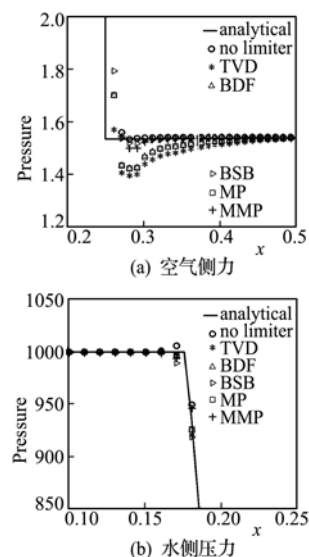 2.0
1.8
1.6
1.4
1.2
Pressure
analytical
no limiter
TVD
BDF
BSB
MP
MMP
0.2 0.3 0.4 0.5
x
(a) 空气侧力
1050
1000
950
900
850
Pressure
analytical
no limiter
TVD
BDF
BSB
MP
MMP
0.10 0.15 0.20 0.25
x
(b) 水侧压力